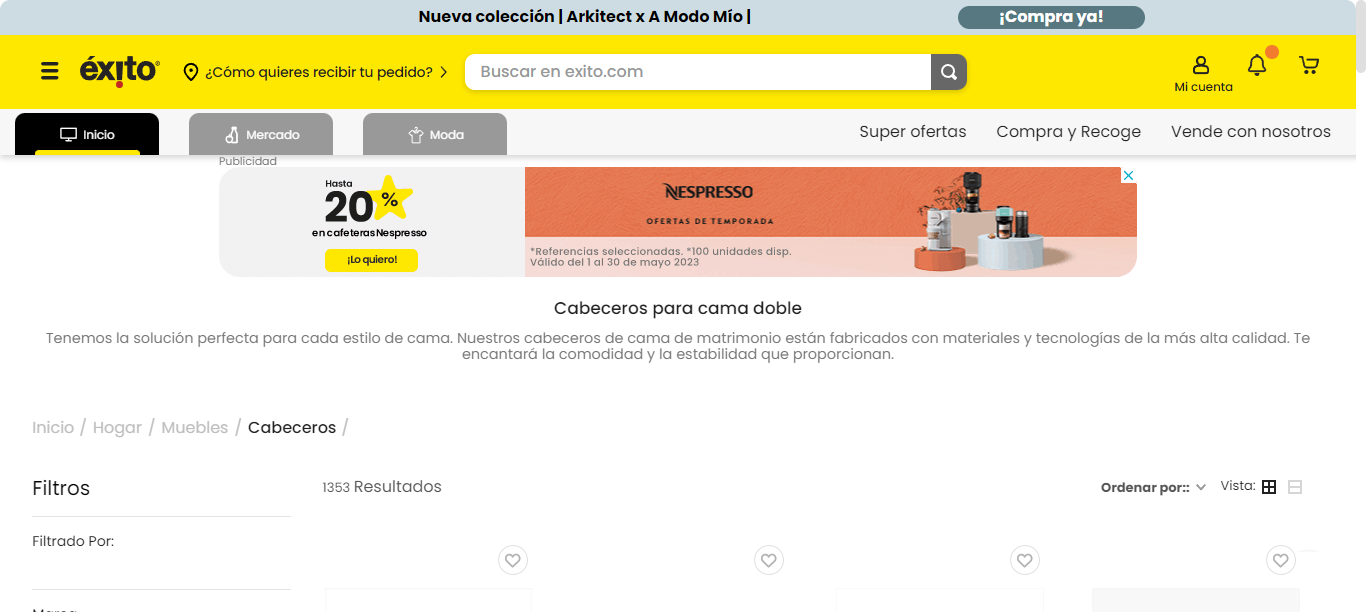 Nueva colección | Arkitect x A Modo Mío |
¡Compra ya!
éxito
¿Cómo quieres recibir tu pedido?
Buscar en exito.com
Mi cuenta
Inicio
Mercado
Moda
Super ofertas
Compra y Recoge
Vende con nosotros
Publicidad
Hasta
20 %
en cafeteras Nespresso
¡Lo quiero!
NESPRESSO
OFERTAS DE TEMPORADA
*Referencias seleccionadas. *100 unidades disp.
Válido del 1 al 30 de mayo 2023
Cabeceros para cama doble
Tenemos la solución perfecta para cada estilo de cama. Nuestros cabeceros de cama de matrimonio están fabricados con materiales y tecnologías de la más alta calidad. Te
encantará la comodidad y la estabilidad que proporcionan.
Inicio / Hogar / Muebles / Cabeceros /
Filtros
1353 Resultados
Ordenar por::
Vista:
Filtrado Por: